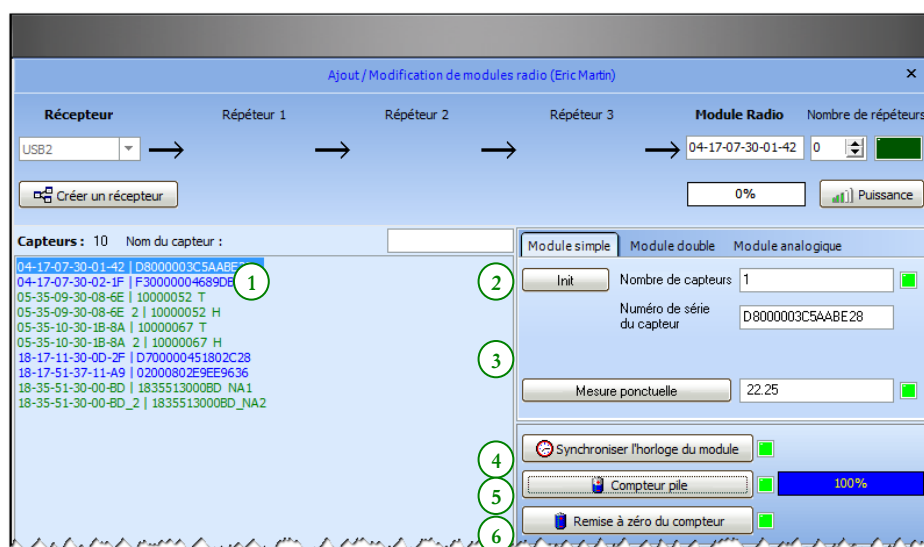 Ajout / Modification de modules radio (Eric Martin) ×
Récepteur Répéteur 1 Répéteur 2 Répéteur 3 Module Radio Nombre de répéteurs
USB2 04-17-07-30-01-42 0
Créer un récepteur 0% Puissance
Capteurs : 10 Nom du capteur :
04-17-07-30-01-42 | D8000003C5AABE
04-17-07-30-02-1F | F30000004689DB
05-35-09-30-08-6E | 10000052 T
05-35-09-30-08-6E 2 | 10000052 H
05-35-10-30-1B-8A | 10000067 T
05-35-10-30-1B-8A 2 | 10000067 H
18-17-11-30-0D-2F | D700000451802C28
18-17-51-37-11-A9 | 02000802E9EE9636
18-35-51-30-00-BD | 1835513000BD_NA1
18-35-51-30-00-BD_2 | 1835513000BD_NA2
1
Module simple Module double Module analogique
2 Init Nombre de capteurs 1
Numéro de série
du capteur D8000003C5AABE28
3
Mesure ponctuelle 22.25
4 Synchroniser l'horloge du module
5 Compteur pile 100%
6 Remise à zéro du compteur